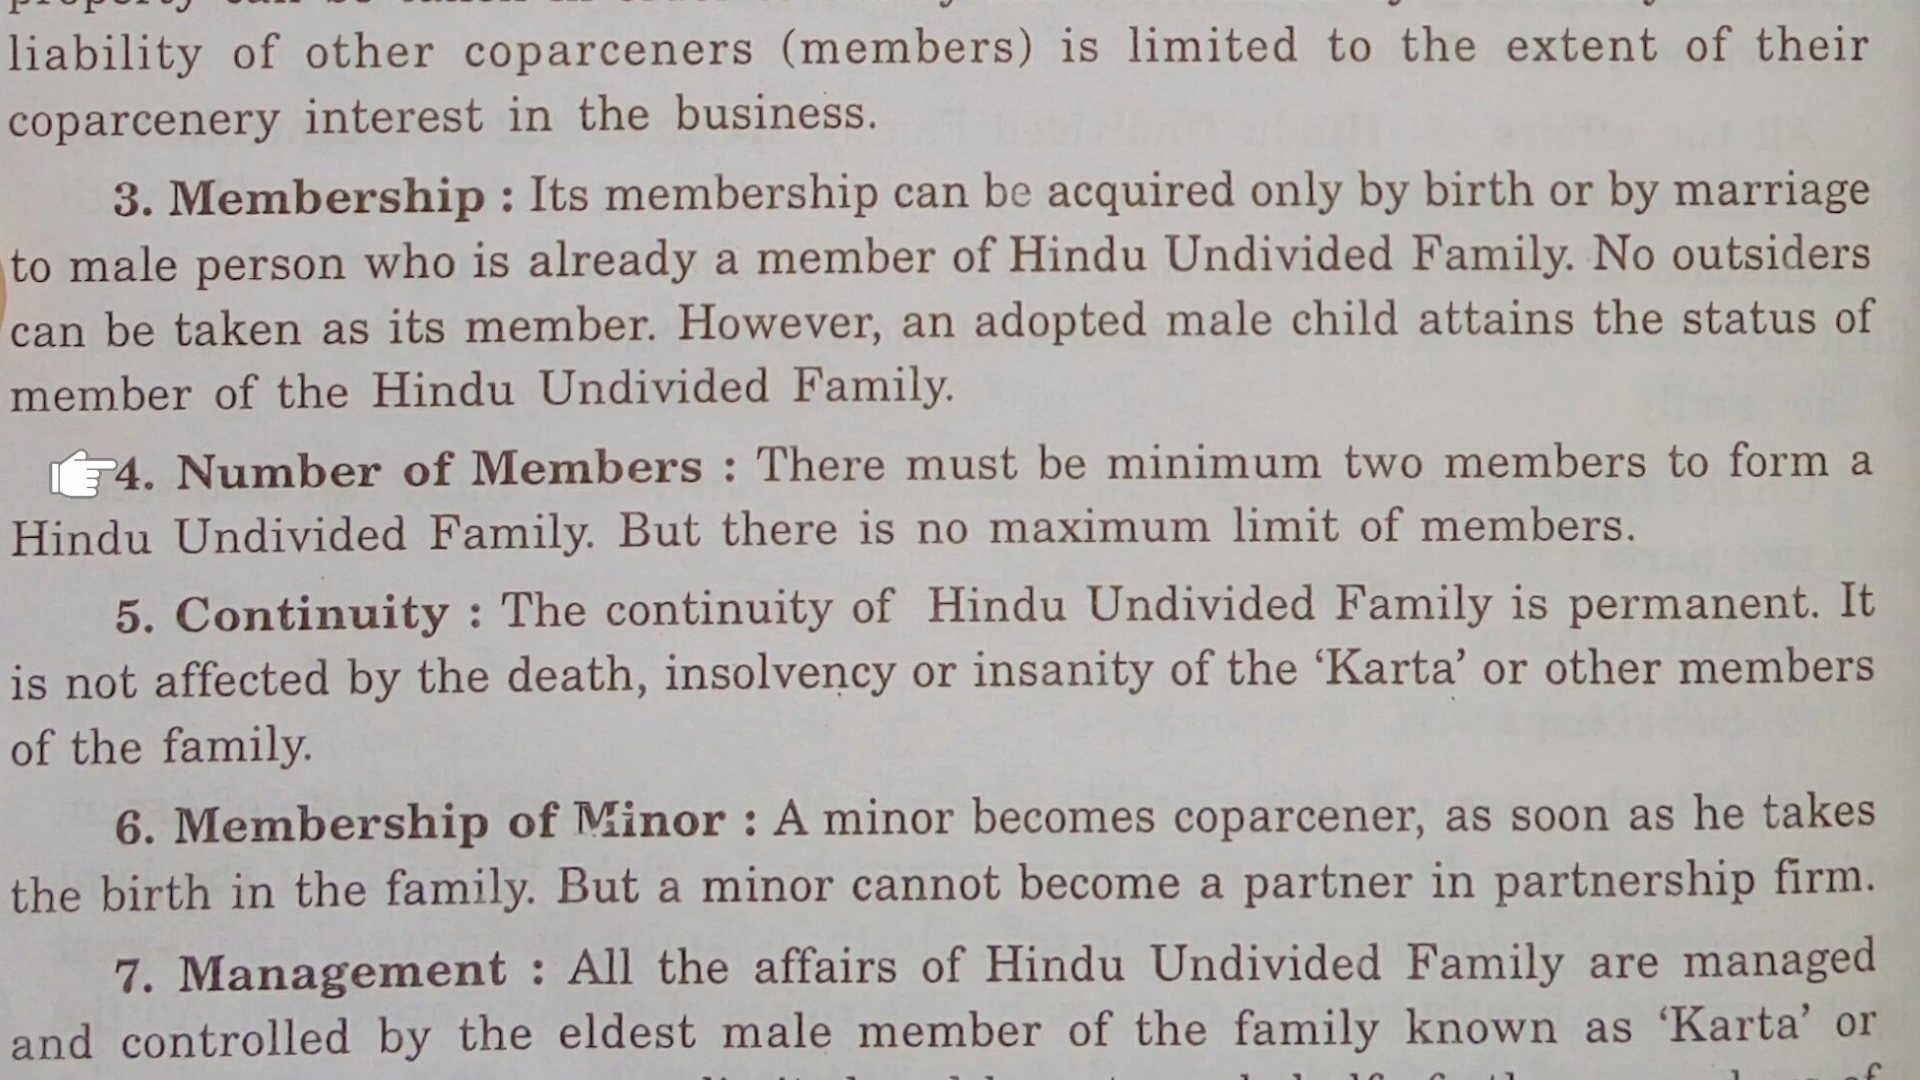 liability of other coparceners (members) is limited to the extent of their
coparcenery interest in the business.
3. Membership : Its membership can be acquired only by birth or by marriage
to male person who is already a member of Hindu Undivided Family. No outsiders
can be taken as its member. However, an adopted male child attains the status of
member of the Hindu Undivided Family.
4. Number of Members : There must be minimum two members to form a
Hindu Undivided Family. But there is no maximum limit of members.
5. Continuity : The continuity of Hindu Undivided Family is permanent. It
is not affected by the death, insolvency or insanity of the ‘Karta’ or other members
of the family.
6. Membership of Minor : A minor becomes coparcener, as soon as he takes
the birth in the family. But a minor cannot become a partner in partnership firm.
7. Management : All the affairs of Hindu Undivided Family are managed
and controlled by the eldest male member of the family known as ‘Karta’ or